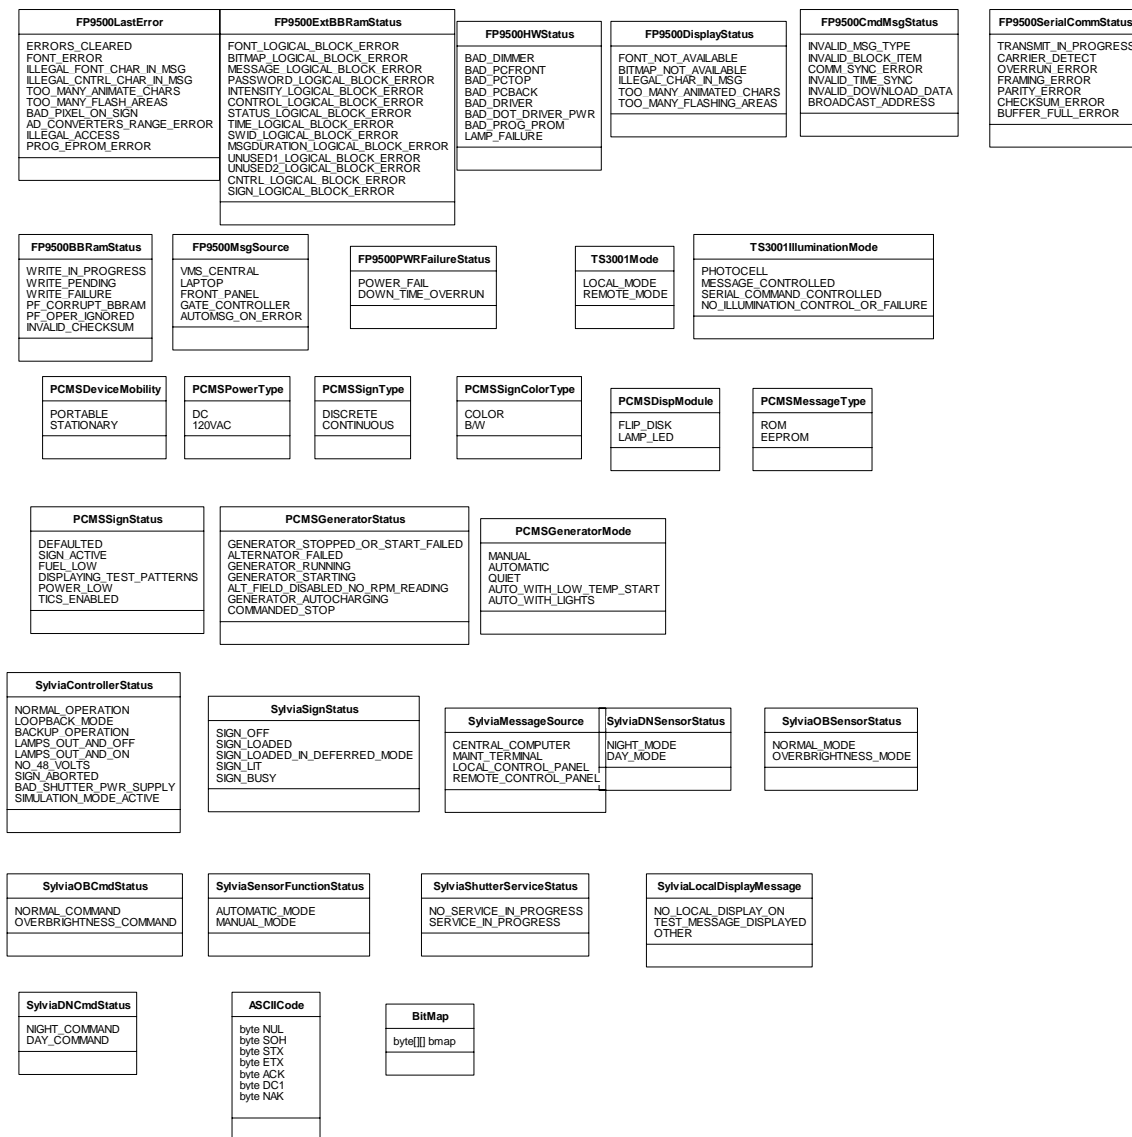 FP9500LastError
ERRORS_CLEARED
FONT_ERROR
ILLEGAL_FONT_CHAR_IN_MSG
ILLEGAL_CNTRL_CHAR_IN_MSG
TOO_MANY_ANIMATE_CHARS
TOO_MANY_FLASH_AREAS
BAD_PIXEL_ON_SIGN
AD_CONVERTERS_RANGE_ERROR
ILLEGAL_ACCESS
PROG_EPROM_ERROR
FP9500ExtBBRamStatus
FONT_LOGICAL_BLOCK_ERROR
BITMAP_LOGICAL_BLOCK_ERROR
MESSAGE_LOGICAL_BLOCK_ERROR
PASSWORD_LOGICAL_BLOCK_ERROR
INTENSITY_LOGICAL_BLOCK_ERROR
CONTROL_LOGICAL_BLOCK_ERROR
STATUS_LOGICAL_BLOCK_ERROR
TIME_LOGICAL_BLOCK_ERROR
SWID_LOGICAL_BLOCK_ERROR
MSGDURATION_LOGICAL_BLOCK_ERROR
UNUSED1_LOGICAL_BLOCK_ERROR
UNUSED2_LOGICAL_BLOCK_ERROR
CNTRL_LOGICAL_BLOCK_ERROR
SIGN_LOGICAL_BLOCK_ERROR
FP9500HWStatus
BAD_DIMMER
BAD_PCFRONT
BAD_PCTOP
BAD_PCBACK
BAD_DRIVER
BAD_DOT_DRIVER_PWR
BAD_PROG_PROM
LAMP_FAILURE
FP9500DisplayStatus
FONT_NOT_AVAILABLE
BITMAP_NOT_AVAILABLE
ILLEGAL_CHAR_IN_MSG
TOO_MANY_ANIMATED_CHARS
TOO_MANY_FLASHING_AREAS
FP9500CmdMsgStatus
INVALID_MSG_TYPE
INVALID_BLOCK_ITEM
COMM_SYNC_ERROR
INVALID_TIME_SYNC
INVALID_DOWNLOAD_DATA
BROADCAST_ADDRESS
FP9500SerialCommStatus
TRANSMIT_IN_PROGRESS
CARRIER_DETECT
OVERRUN_ERROR
FRAMING_ERROR
PARITY_ERROR
CHECKSUM_ERROR
BUFFER_FULL_ERROR
FP9500BBRamStatus
WRITE_IN_PROGRESS
WRITE_PENDING
WRITE_FAILURE
PF_CORRUPT_BBRAM
PF_OPER_IGNORED
INVALID_CHECKSUM
FP9500MsgSource
VMS_CENTRAL
LAPTOP
FRONT_PANEL
GATE_CONTROLLER
AUTOMSG_ON_ERROR
FP9500PWRFailureStatus
POWER_FAIL
DOWN_TIME_OVERRUN
TS3001Mode
LOCAL_MODE
REMOTE_MODE
TS3001IlluminationMode
PHOTOCELL
MESSAGE_CONTROLLED
SERIAL_COMMAND_CONTROLLED
NO_ILLUMINATION_CONTROL_OR_FAILURE
PCMSDeviceMobility
PORTABLE
STATIONARY
PCMSPowerType
DC
120VAC
PCMSSignType
DISCRETE
CONTINUOUS
PCMSSignColorType
COLOR
B/W
PCMSDispModule
FLIP_DISK
LAMP_LED
PCMSMessageType
ROM
EEPROM
PCMSSignStatus
DEFAULTED
SIGN_ACTIVE
FUEL_LOW
DISPLAYING_TEST_PATTERNS
POWER_LOW
TICS_ENABLED
PCMSGeneratorStatus
GENERATOR_STOPPED_OR_START_FAILED
ALTERNATOR_FAILED
GENERATOR_RUNNING
GENERATOR_STARTING
ALT_FIELD_DISABLED_NO_RPM_READING
GENERATOR_AUTOCHARGING
COMMANDED_STOP
PCMSGeneratorMode
MANUAL
AUTOMATIC
QUIET
AUTO_WITH_LOW_TEMP_START
AUTO_WITH_LIGHTS
SylviaControllerStatus
NORMAL_OPERATION
LOOPBACK_MODE
BACKUP_OPERATION
LAMPS_OUT_AND_OFF
LAMPS_OUT_AND_ON
NO_48_VOLTS
SIGN_ABORTED
BAD_SHUTTER_PWR_SUPPLY
SIMULATION_MODE_ACTIVE
SylviaSignStatus
SIGN_OFF
SIGN_LOADED
SIGN_LOADED_IN_DEFERRED_MODE
SIGN_LIT
SIGN_BUSY
SylviaMessageSource
CENTRAL_COMPUTER
MAINT_TERMINAL
LOCAL_CONTROL_PANEL
REMOTE_CONTROL_PANEL
SylviaDNSensorStatus
NIGHT_MODE
DAY_MODE
SylviaOBSensorStatus
NORMAL_MODE
OVERBRIGHTNESS_MODE
SylviaOBCmdStatus
NORMAL_COMMAND
OVERBRIGHTNESS_COMMAND
SylviaSensorFunctionStatus
AUTOMATIC_MODE
MANUAL_MODE
SylviaShutterServiceStatus
NO_SERVICE_IN_PROGRESS
SERVICE_IN_PROGRESS
SylviaLocalDisplayMessage
NO_LOCAL_DISPLAY_ON
TEST_MESSAGE_DISPLAYED
OTHER
SylviaDNCmdStatus
NIGHT_COMMAND
DAY_COMMAND
ASCIICode
byte NUL
byte SOH
byte STX
byte ETX
byte ACK
byte DC1
byte NAK
BitMap
byte[][] bmap